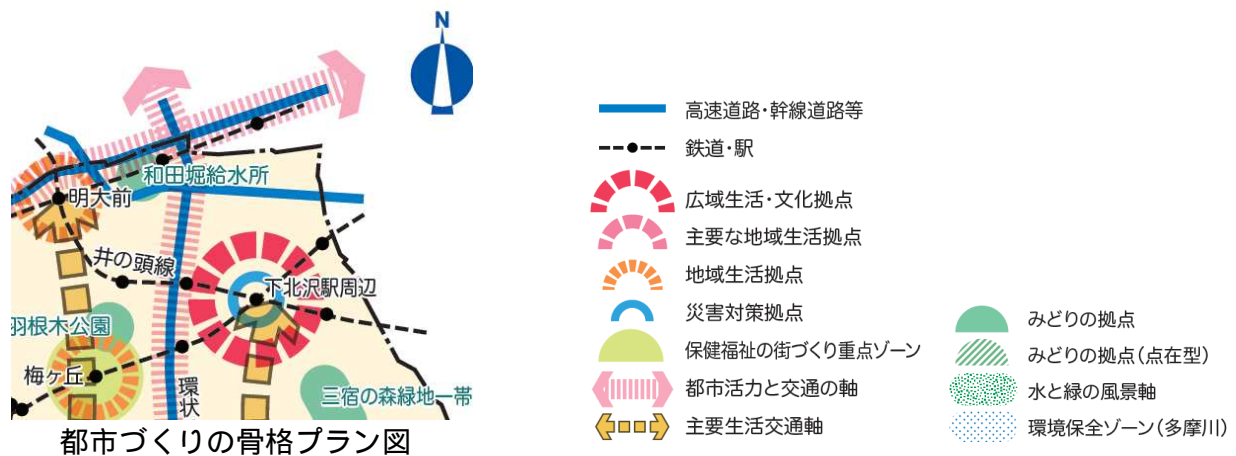 N
和田堀給水所
明大前
井の頭線
下北沢駅周辺
羽根木公園
梅ヶ丘
環状
三宿の森緑地一帯
都市づくりの骨格プラン図
高速道路・幹線道路等
鉄道・駅
広域生活・文化拠点
主要な地域生活拠点
地域生活拠点
災害対策拠点
保健福祉の街づくり重点ゾーン
都市活力と交通の軸
主要生活交通軸
みどりの拠点
みどりの拠点(点在型)
水と緑の風景軸
環境保全ゾーン(多摩川)